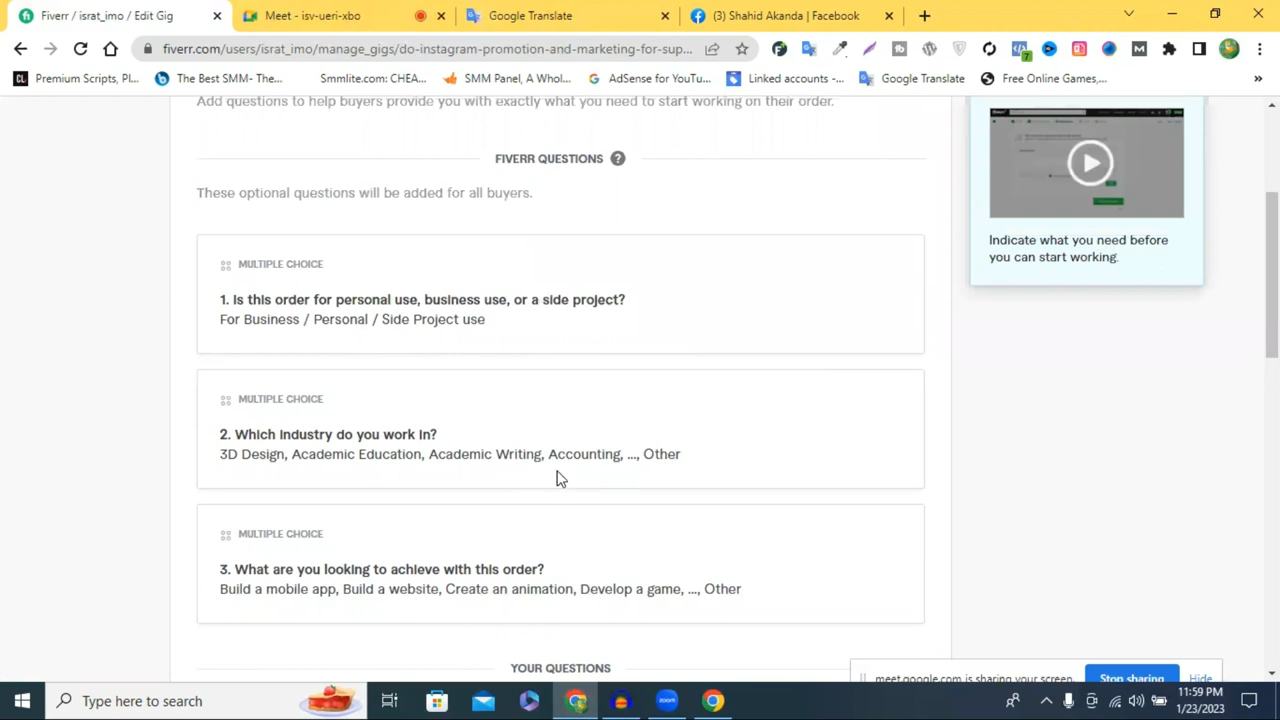 Fiverr / israt_imo / Edit Gig
Meet - isv-ueri-xbo
Google Translate
(3) Shahid Akanda | Facebook
fiverr.com/users/israt_imo/manage_gigs/do-instagram-promotion-and-marketing-for-sup...
Premium Scripts, Pl...
The Best SMM- The...
Smmlite.com: CHEA...
SMM Panel, A Whol...
AdSense for YouTu...
Linked accounts -...
Google Translate
Free Online Games,...
»
Add questions to help buyers provide you with exactly what you need to start working on their order.
FIVERR QUESTIONS ?
These optional questions will be added for all buyers.
MULTIPLE CHOICE
1. Is this order for personal use, business use, or a side project?
For Business / Personal / Side Project use
MULTIPLE CHOICE
2. Which industry do you work in?
3D Design, Academic Education, Academic Writing, Accounting, ..., Other
MULTIPLE CHOICE
3. What are you looking to achieve with this order?
Build a mobile app, Build a website, Create an animation, Develop a game, ..., Other
YOUR QUESTIONS
Indicate what you need before
you can start working.
meet.google.com is sharing your screen.
Stop sharing
Hide
Type here to search
zoom
11:59 PM
1/23/2023